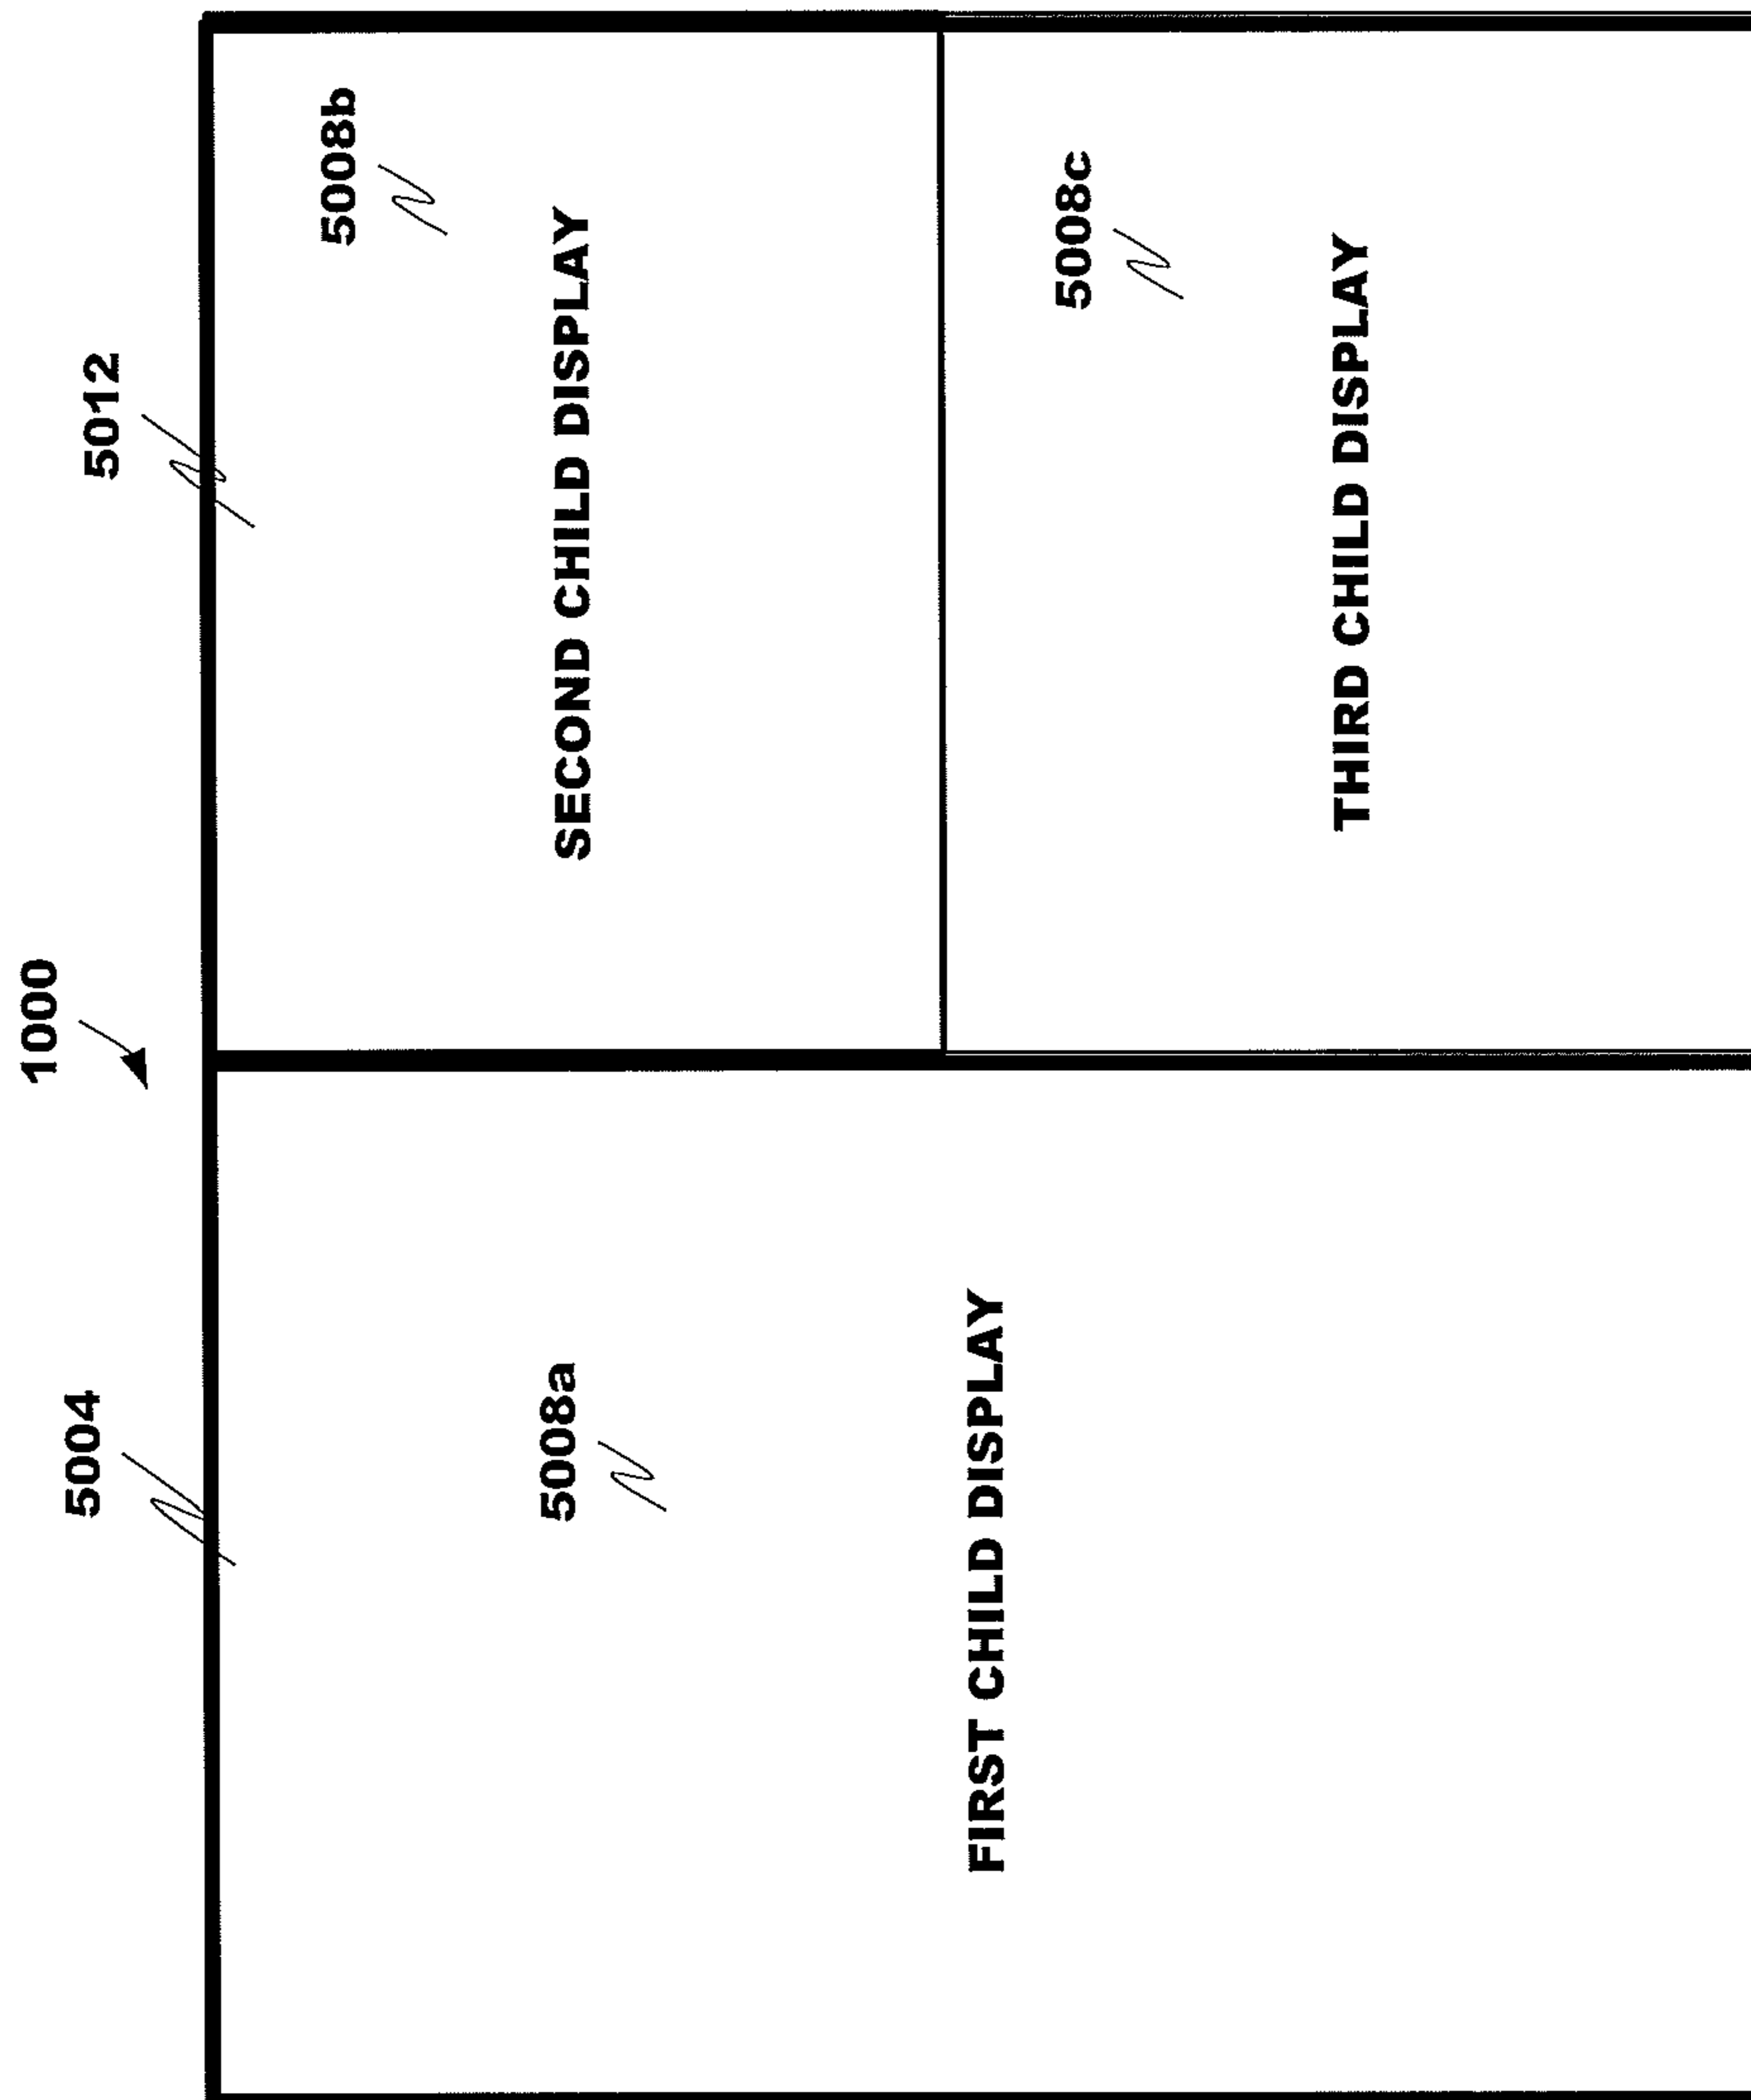 1000
5004
5012
5008a
FIRST CHILD DISPLAY
5008b
SECOND CHILD DISPLAY
5008c
THIRD CHILD DISPLAY